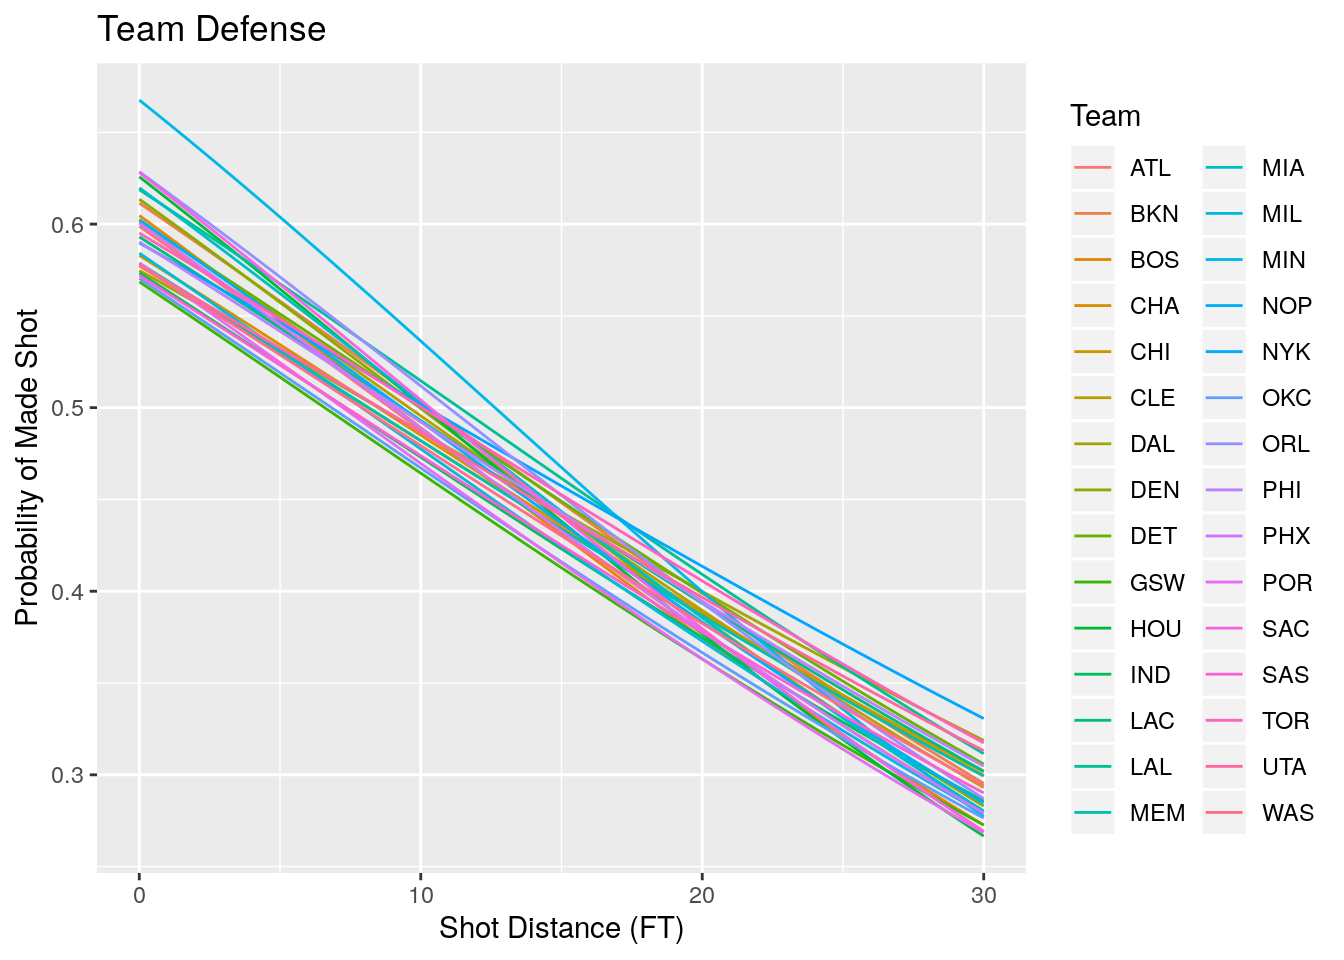 Team Defense
Probability of Made Shot
0.6
0.5
0.4
0.3
0 10 20 30
Shot Distance (FT)
Team
ATL MIA
BKN MIL
BOS MIN
CHA NOP
CHI NYK
CLE OKC
DAL ORL
DEN PHI
DET PHX
GSW POR
HOU SAC
IND SAS
LAC TOR
LAL UTA
MEM WAS